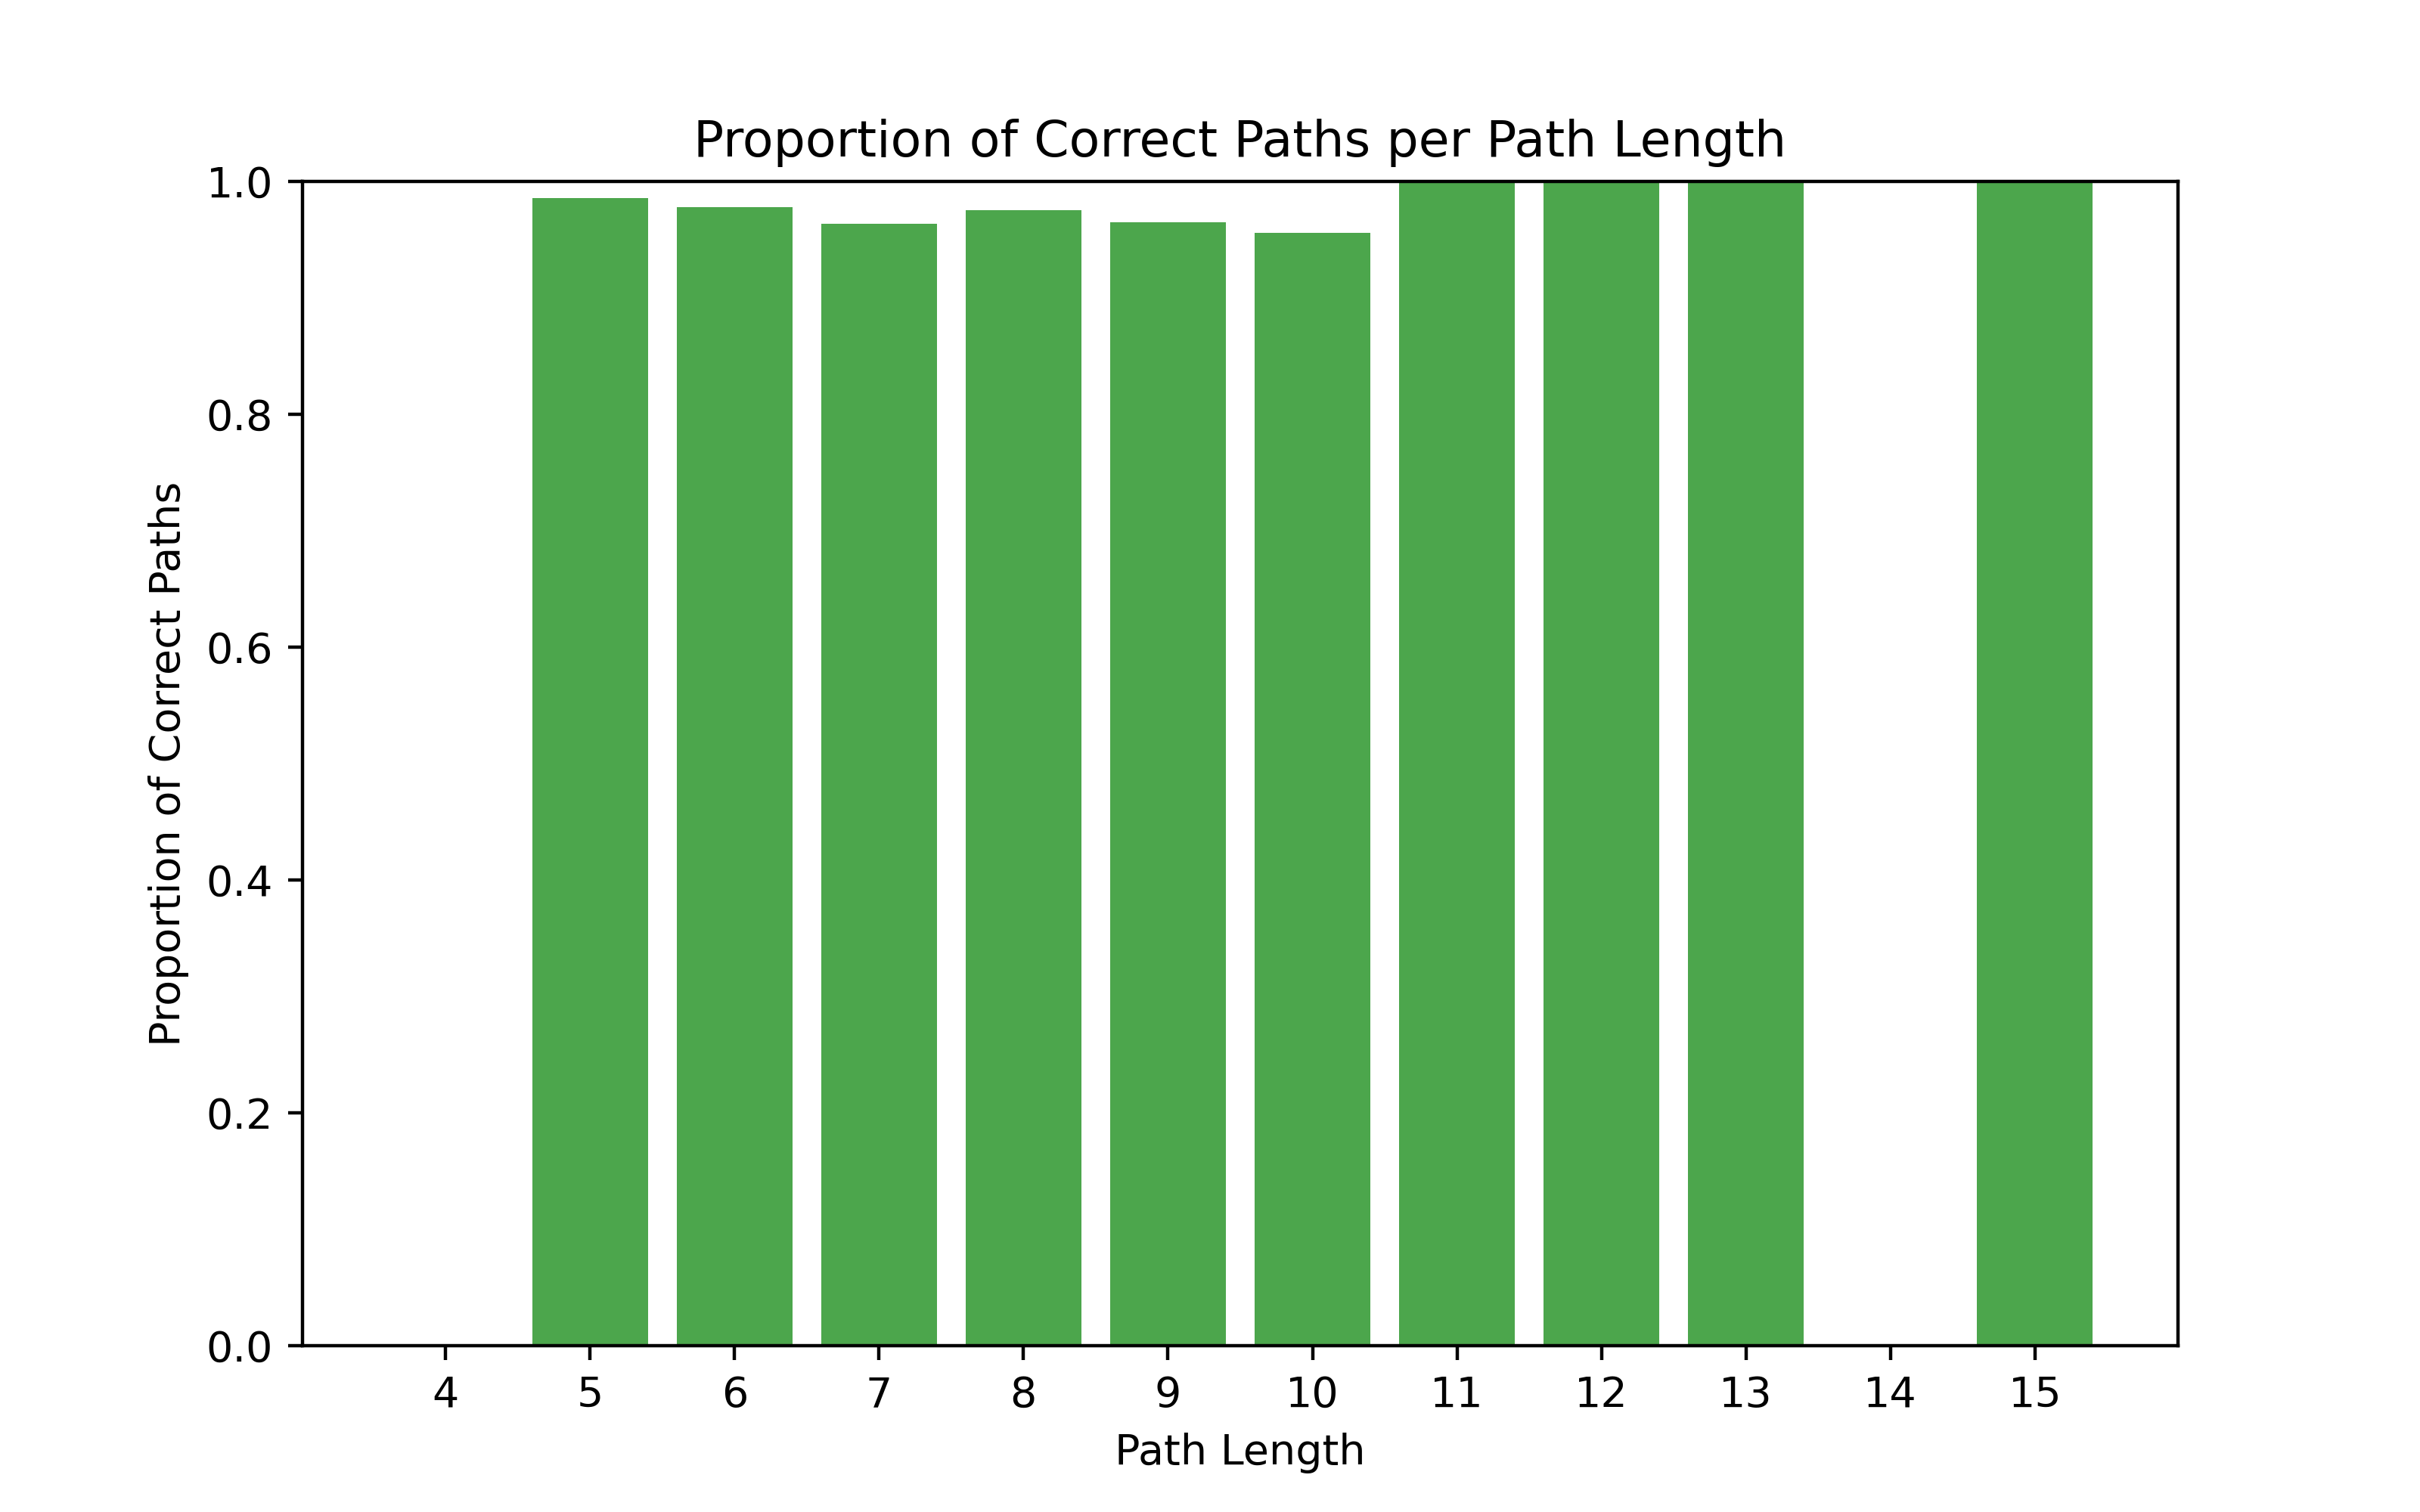 Proportion of Correct Paths per Path Length
Proportion of Correct Paths
1.0
0.8
0.6
0.4
0.2
0.0
4 5 6 7 8 9 10 11 12 13 14 15
Path Length